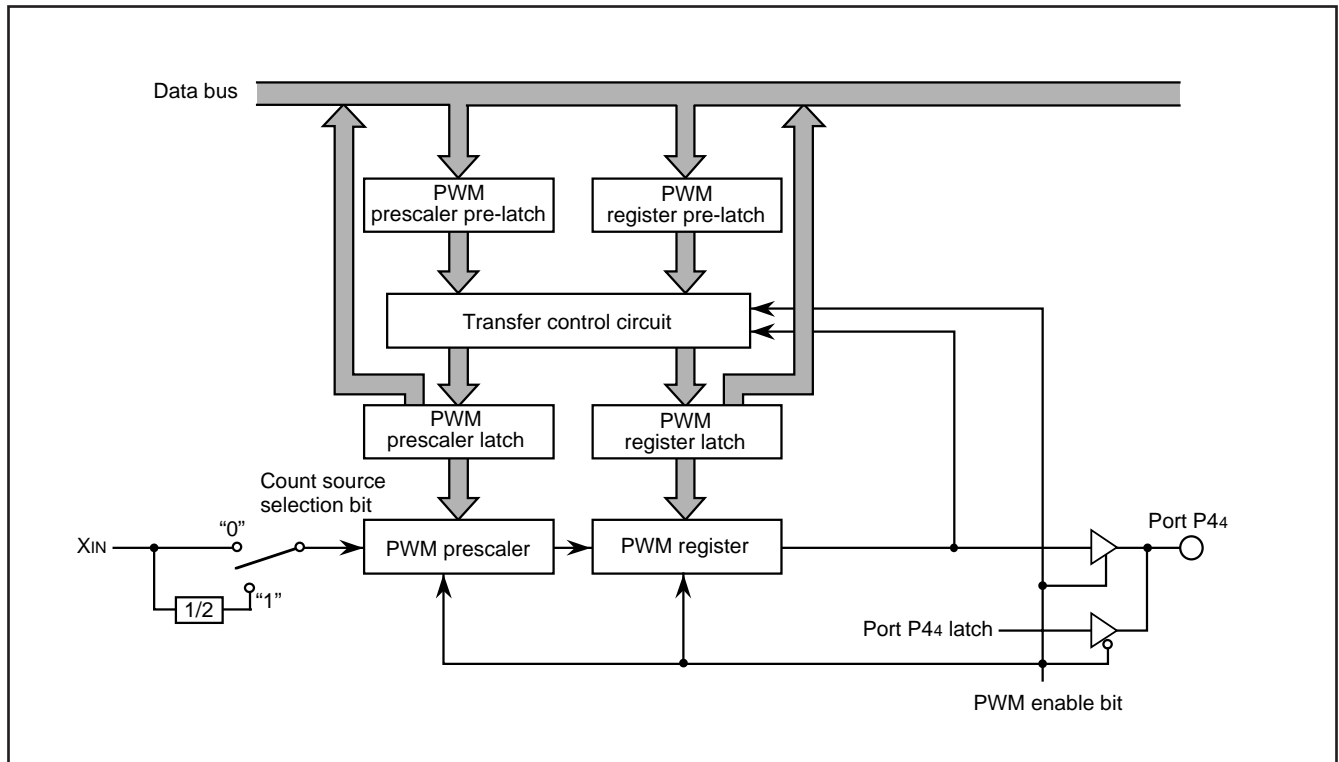 Data bus
PWM
prescaler pre-latch
PWM
register pre-latch
Transfer control circuit
PWM
prescaler latch
PWM
register latch
Count source
selection bit
XIN
“0”
“1”
1/2
PWM prescaler
PWM register
Port P44
Port P44 latch
PWM enable bit